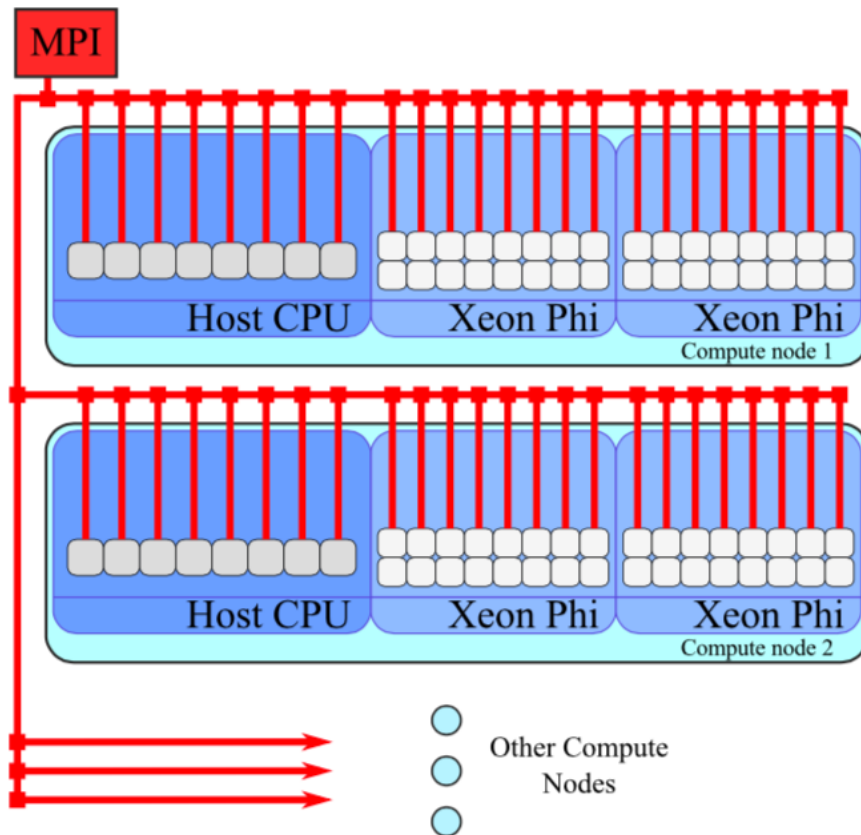 MPI
Host CPU
Xeon Phi
Xeon Phi
Compute node 1
Host CPU
Xeon Phi
Xeon Phi
Compute node 2
Other Compute
Nodes